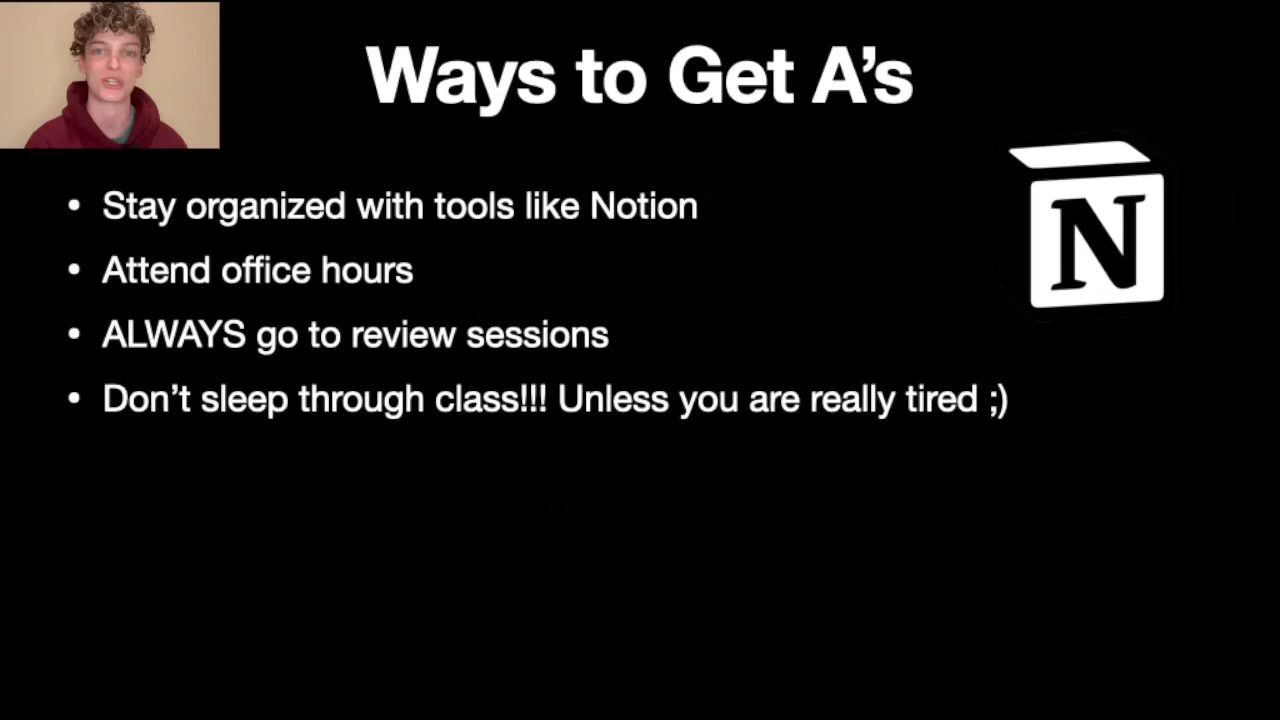 Ways to Get A’s
• Stay organized with tools like Notion
• Attend office hours
• ALWAYS go to review sessions
• Don’t sleep through class!!! Unless you are really tired ;)
N